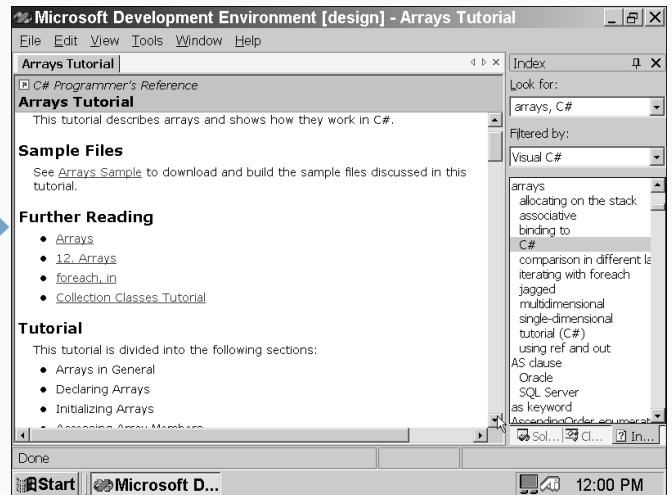 Microsoft Development Environment [design] - Arrays Tutorial
File Edit View Tools Window Help
Arrays Tutorial
C# Programmer's Reference
Arrays Tutorial
This tutorial describes arrays and shows how they work in C#.
Sample Files
See Arrays Sample to download and build the sample files discussed in this
tutorial.
Further Reading
Arrays
12. Arrays
foreach, in
Collection Classes Tutorial
Tutorial
This tutorial is divided into the following sections:
Arrays in General
Declaring Arrays
Initializing Arrays
Accessing Array Members
Index
Look for:
arrays, C#
Filtered by:
Visual C#
arrays
allocating on the stack
associative
binding to
C#
comparison in different la
iterating with foreach
jagged
multidimensional
single-dimensional
tutorial (C#)
using ref and out
AS clause
Oracle
SQL Server
as keyword
AscendingOrder enumerat
Sol... Cl... In...
Done
Start Microsoft D... 12:00 PM